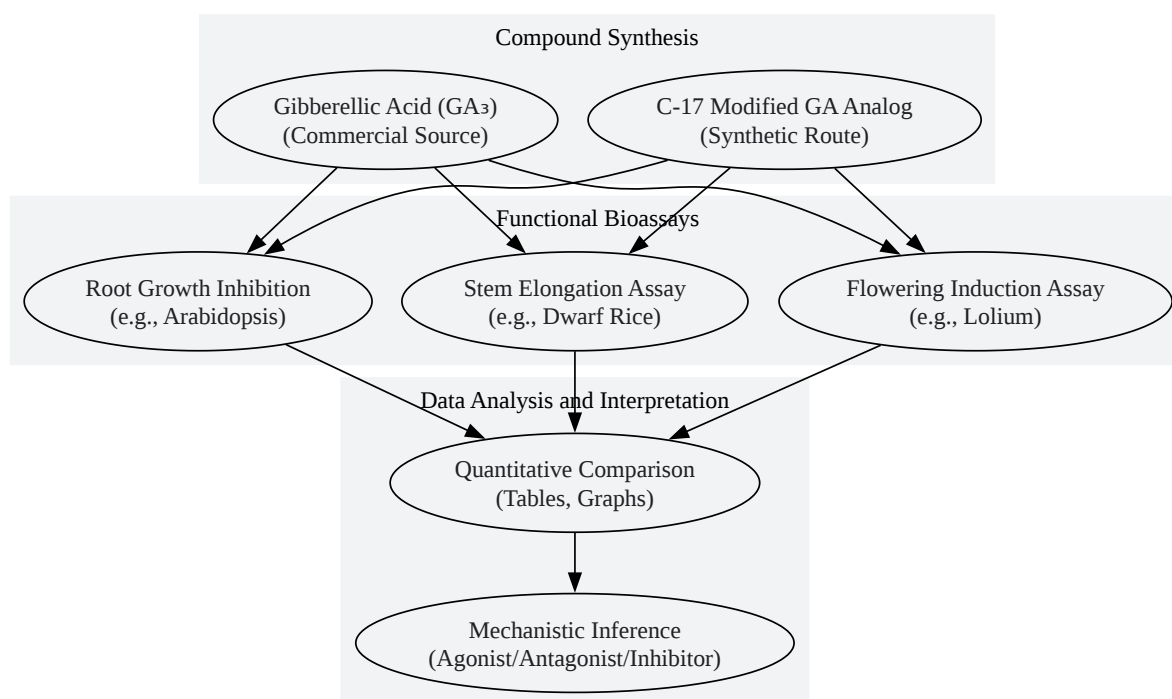 Compound Synthesis
Gibberellic Acid (GA₃)
(Commercial Source)
C-17 Modified GA Analog
(Synthetic Route)
Functional Bioassays
Root Growth Inhibition
(e.g., Arabidopsis)
Stem Elongation Assay
(e.g., Dwarf Rice)
Flowering Induction Assay
(e.g., Lolium)
Data Analysis and Interpretation
Quantitative Comparison
(Tables, Graphs)
Mechanistic Inference
(Agonist/Antagonist/Inhibitor)